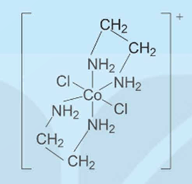 +
CH₂
CH₂
NH₂
Cl NH₂
Co
NH₂ Cl
CH₂ NH₂
CH₂